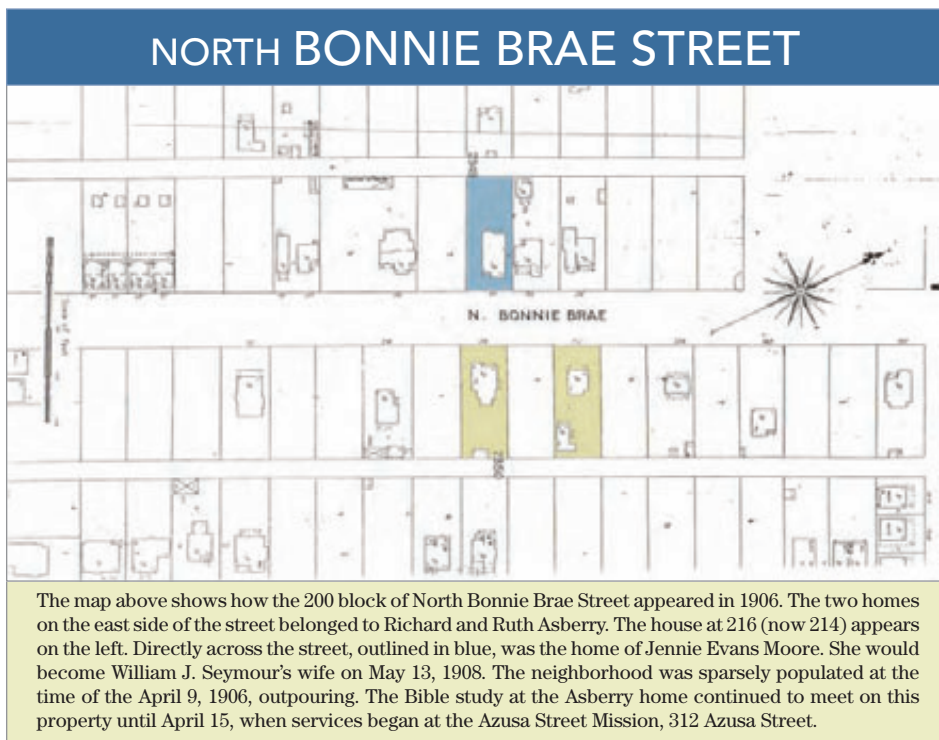 NORTH BONNIE BRAE STREET
N. BONNIE BRAE
The map above shows how the 200 block of North Bonnie Brae Street appeared in 1906. The two homes
on the east side of the street belonged to Richard and Ruth Asberry. The house at 216 (now 214) appears
on the left. Directly across the street, outlined in blue, was the home of Jennie Evans Moore. She would
become William J. Seymour's wife on May 13, 1908. The neighborhood was sparsely populated at the
time of the April 9, 1906, outpouring. The Bible study at the Asberry home continued to meet on this
property until April 15, when services began at the Azusa Street Mission, 312 Azusa Street.